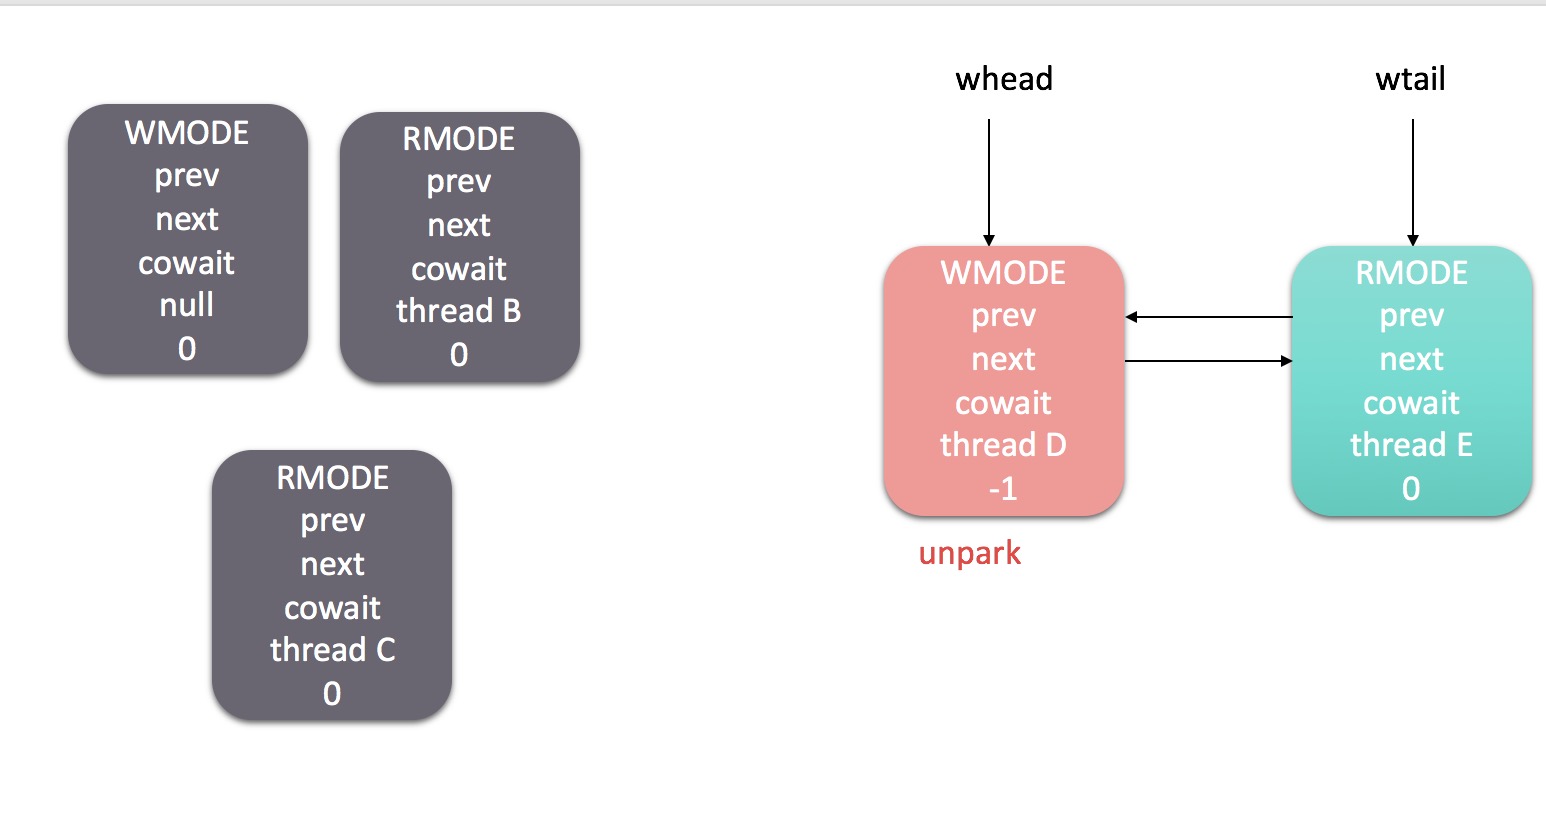 whead
wtail
WMODE
prev
next
cowait
null
0
RMODE
prev
next
cowait
thread B
0
WMODE
prev
next
cowait
thread D
-1
unpark
RMODE
prev
next
cowait
thread E
0
RMODE
prev
next
cowait
thread C
0